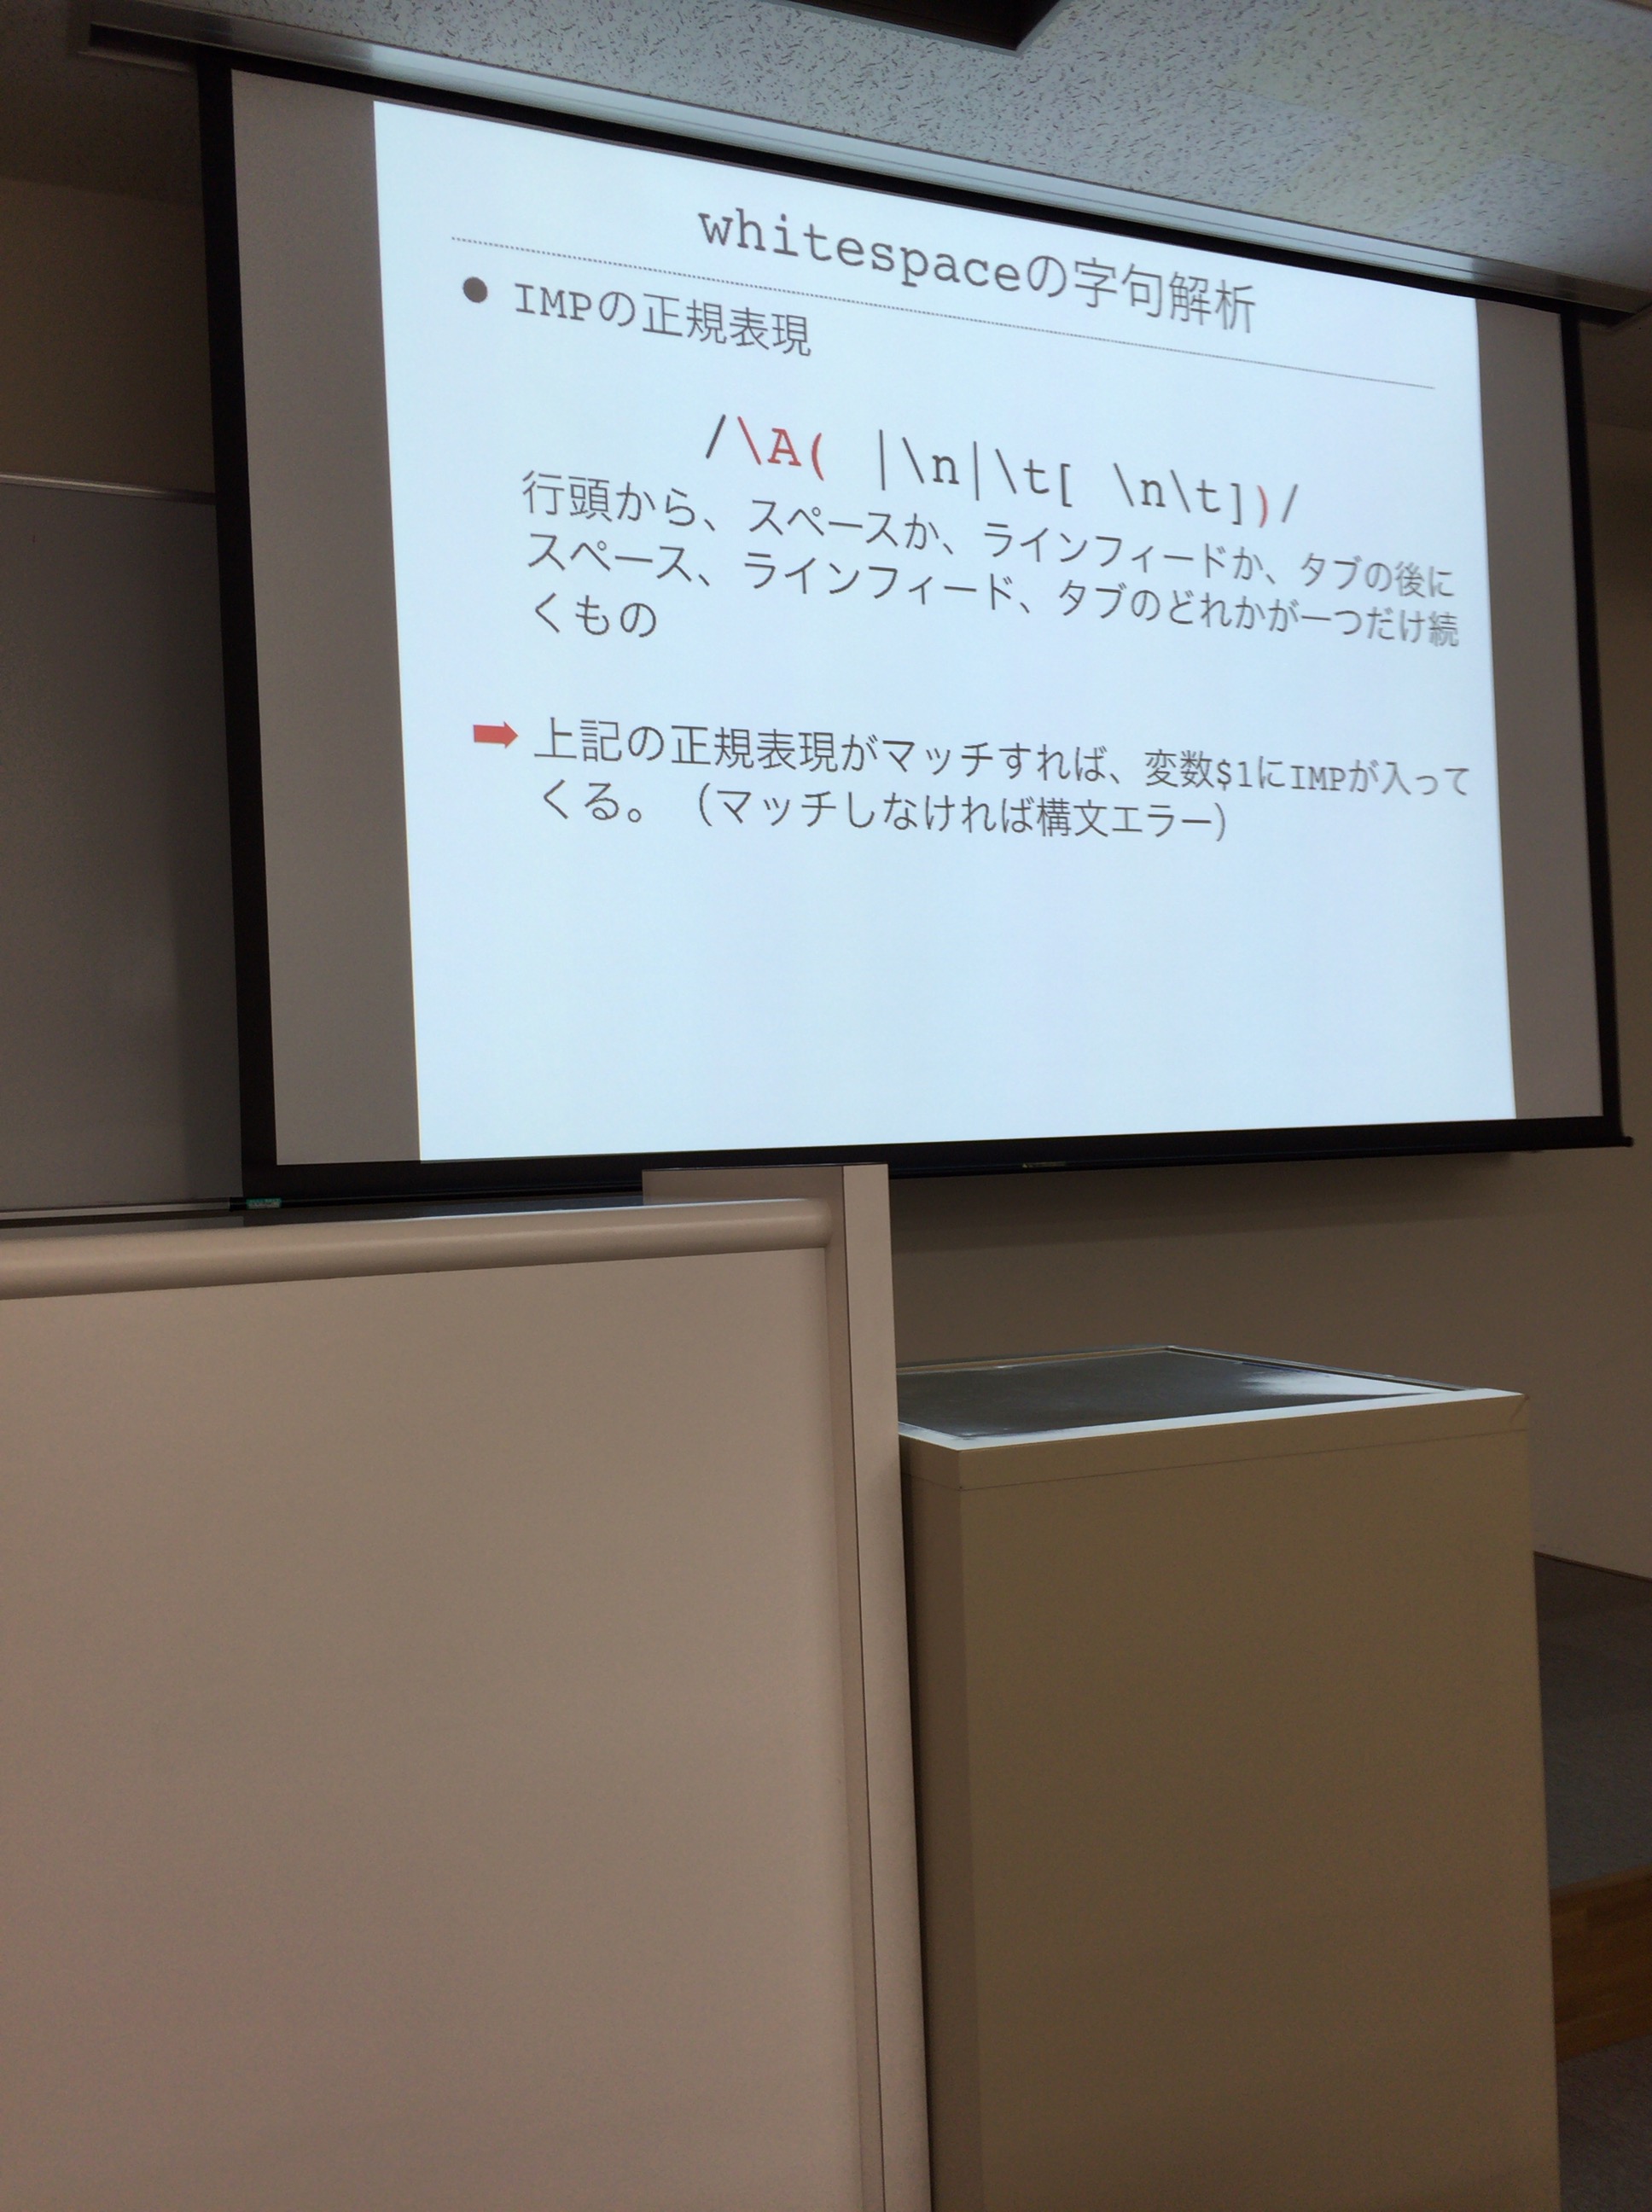 whitespaceの字句解析
● IMPの正規表現
/\A( |\n|\t[ \n\t])/
行頭から、スペースか、ラインフィードか、タブの後に
スペース、ラインフィード、タブのどれかが一つだけ続
くもの
➡ 上記の正規表現がマッチすれば、変数$1にIMPが入って
くる。（マッチしなければ構文エラー）